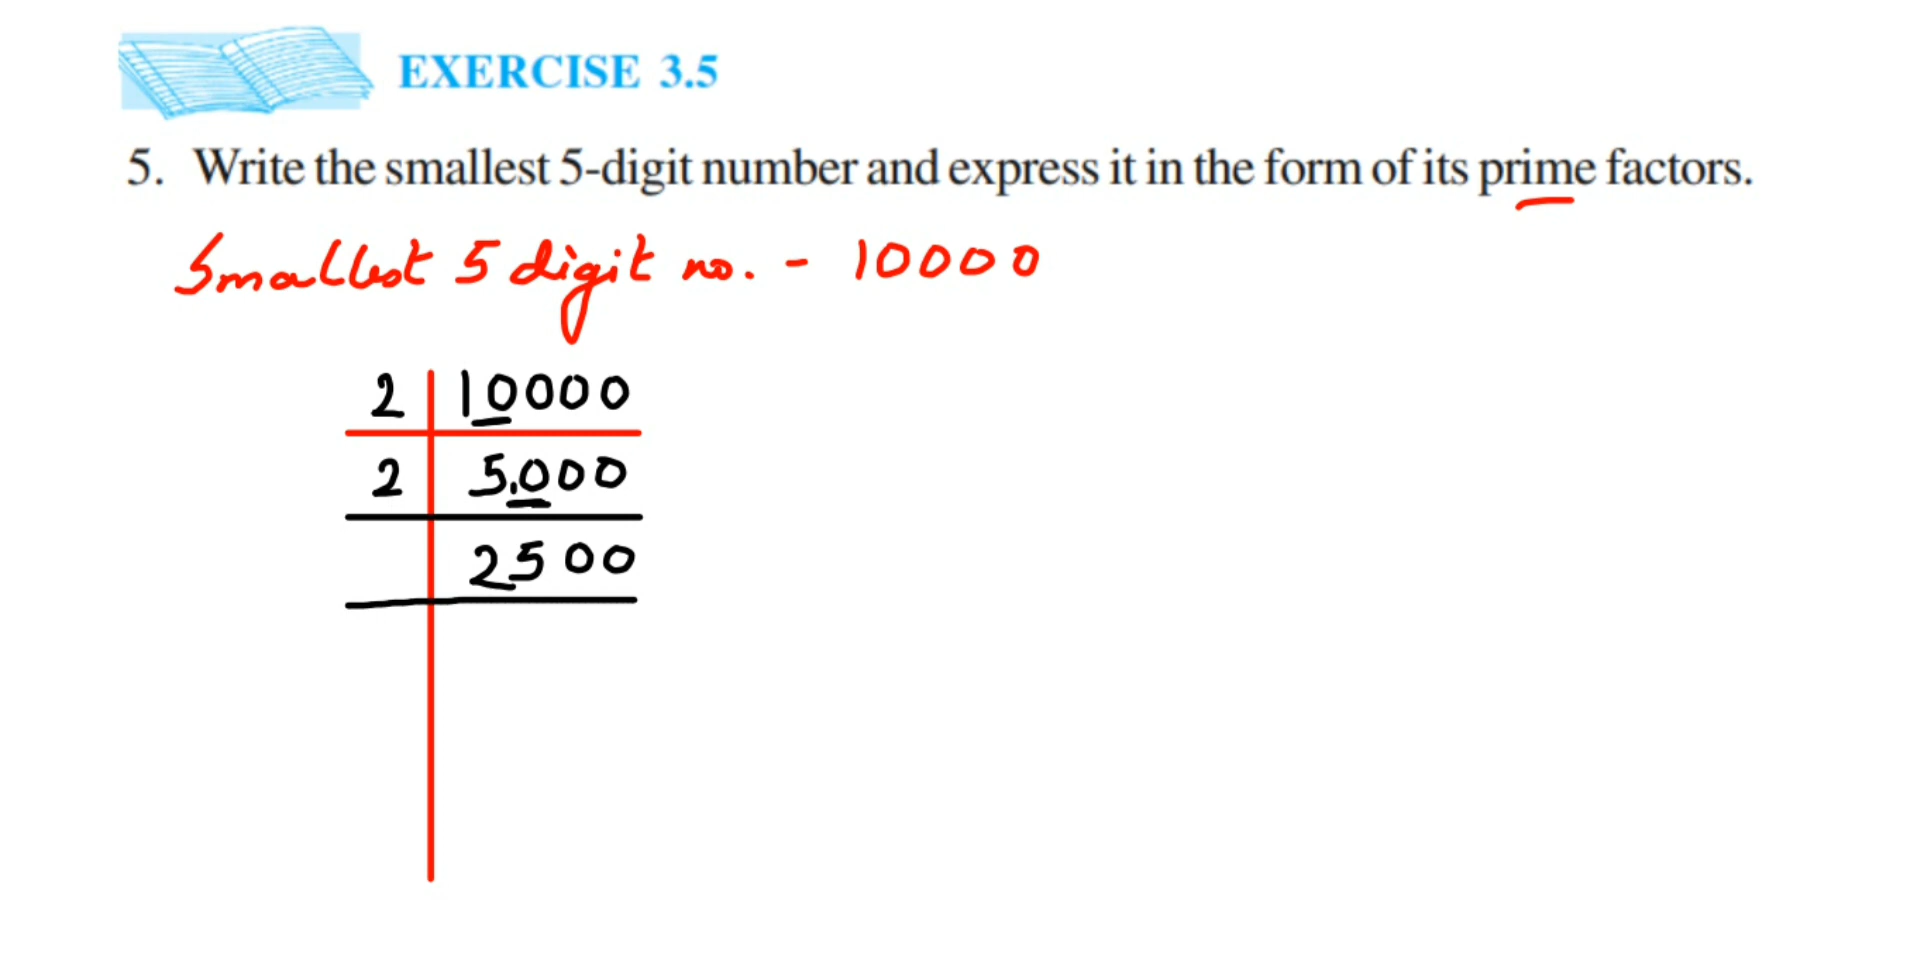 EXERCISE 3.5
5. Write the smallest 5-digit number and express it in the form of its prime factors.
Smallest 5 digit no. - 10000
2 10000
2 5000
2500